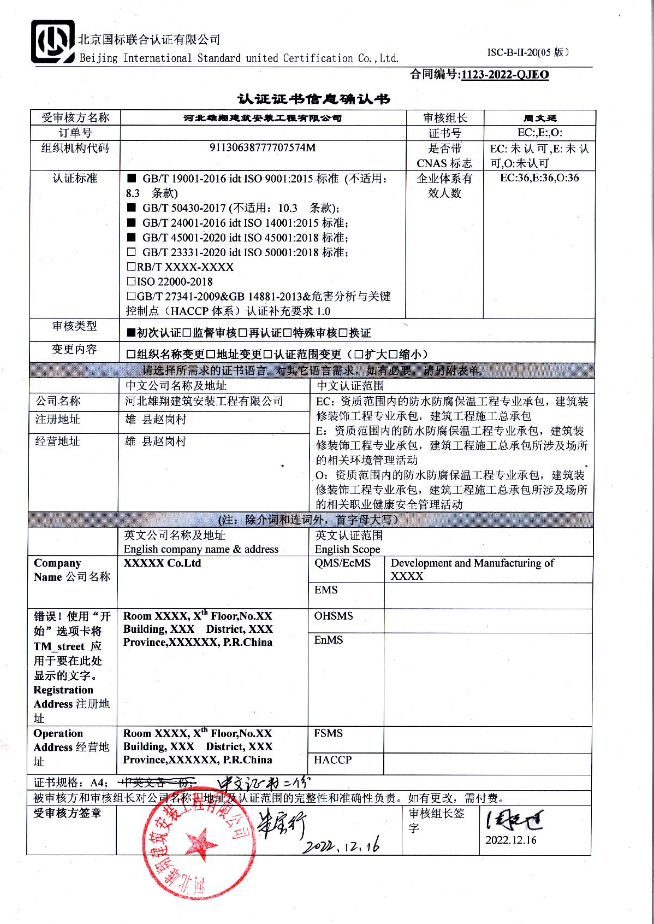 北京国标联合认证有限公司
Beijing International Standard united Certification Co.,Ltd.
ISC-B-II-20(05 版)
合同编号:1123-2022-QJEO
认证证书信息确认书
受审核方名称 河北雄翔建筑安装工程有限公司 审核组长 周文廷
订单号 证书号 EC:,E:,O:
组织机构代码 91130638777707574M 是否带 CNAS 标志 EC:未认可,E:未认可,O:未认可
认证标准
■ GB/T 19001-2016 idt ISO 9001:2015 标准 (不适用:
8.3 条款)
■ GB/T 50430-2017 (不适用: 10.3 条款);
■ GB/T 24001-2016 idt ISO 14001:2015 标准;
■ GB/T 45001-2020 idt ISO 45001:2018 标准;
□ GB/T 23331-2020 idt ISO 50001:2018 标准;
□RB/T XXXX-XXXX
□ISO 22000-2018
□GB/T 27341-2009&GB 14881-2013&危害分析与关键
控制点（HACCP 体系）认证补充要求 1.0
企业体系有效人数 EC:36,E:36,O:36
审核类型 ■初次认证□监督审核□再认证□特殊审核□换证
变更内容 □组织名称变更□地址变更□认证范围变更（□扩大□缩小）
请选择所需求的证书语言。对其它语言需求，如有必要，请另附表单。
中文公司名称及地址 中文认证范围
公司名称 河北雄翔建筑安装工程有限公司
注册地址 雄 县赵岗村
经营地址 雄 县赵岗村
EC：资质范围内的防水防腐保温工程专业承包，建筑装
修装饰工程专业承包，建筑工程施工总承包
E：资质范围内的防水防腐保温工程专业承包，建筑装
修装饰工程专业承包，建筑工程施工总承包所涉及场所
的相关环境管理活动
O：资质范围内的防水防腐保温工程专业承包，建筑装
修装饰工程专业承包，建筑工程施工总承包所涉及场所
的相关职业健康安全管理活动
(注：除介词和连词外，首字母大写)
英文公司名称及地址 英文认证范围
English company name & address English Scope
Company Name 公司名称 XXXXX Co.Ltd
QMS/EcMS Development and Manufacturing of
XXXX
EMS
错误！使用“开
始”选项卡将
TM_street 应
用于要在此处
显示的文字。
Registration
Address 注册地
址
Room XXXX, Xth Floor,No.XX
Building, XXX District, XXX
Province,XXXXXX, P.R.China
OHSMS
EnMS
Operation
Address 经营地
址
Room XXXX, Xth Floor,No.XX
Building, XXX District, XXX
Province,XXXXXX, P.R.China
FSMS
HACCP
证书规格：A4; 中英文各一份; 中文证书二份
被审核方和审核组长对公司名称、地址及认证范围的完整性和准确性负责。如有更改，需付费。
受审核方签章
2022.12.16
审核组长签字
2022.12.16
河北雄翔建筑安装工程有限公司